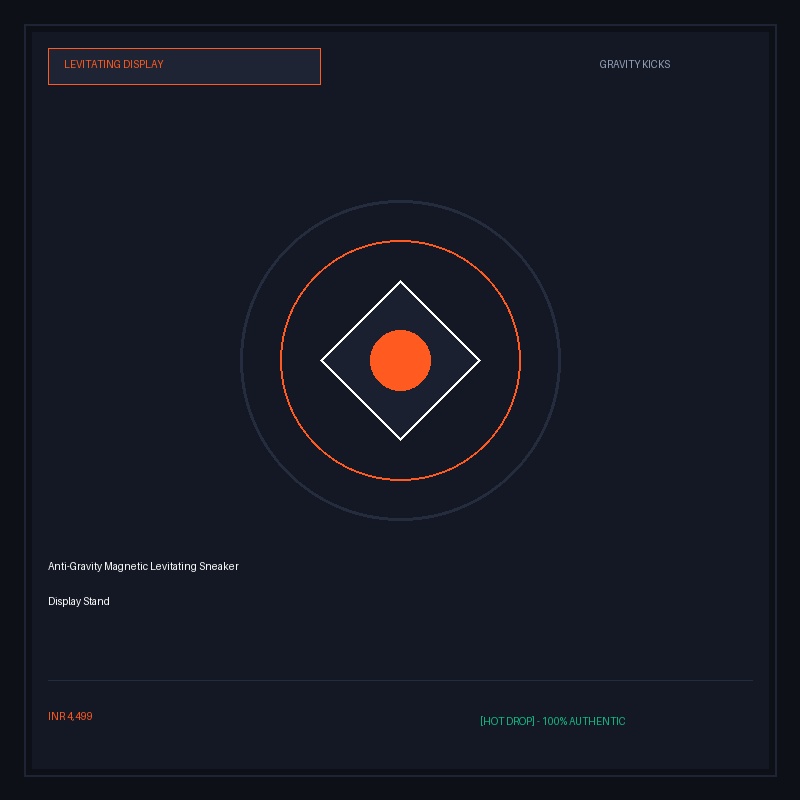 LEVITATING DISPLAY
GRAVITY KICKS
Anti-Gravity Magnetic Levitating Sneaker
Display Stand
INR 4,499
[HOT DROP] - 100% AUTHENTIC